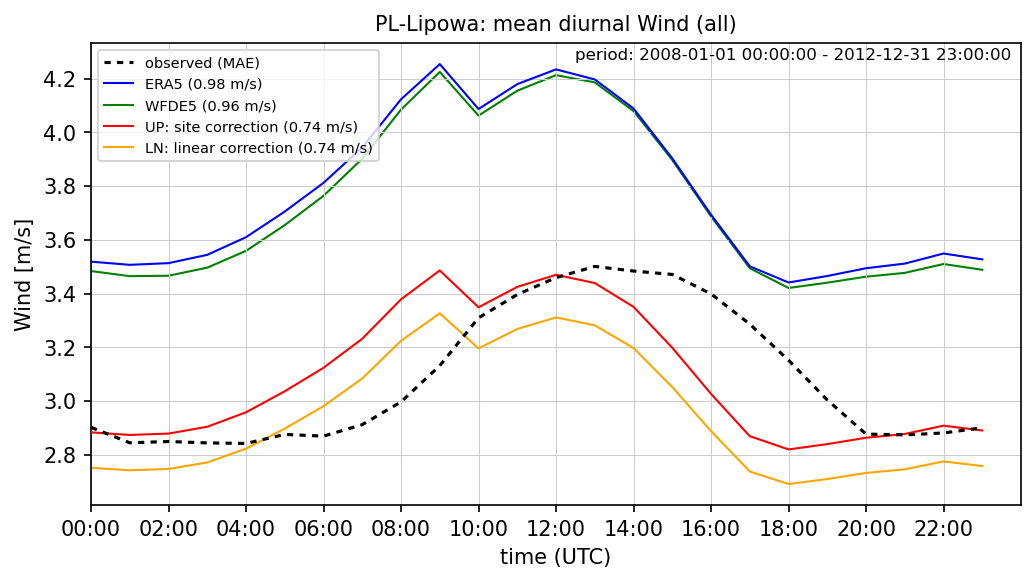 PL-Lipowa: mean diurnal Wind (all)
period: 2008-01-01 00:00:00 - 2012-12-31 23:00:00
observed (MAE)
ERA5 (0.98 m/s)
WFDE5 (0.96 m/s)
UP: site correction (0.74 m/s)
LN: linear correction (0.74 m/s)
Wind [m/s]
4.2
4.0
3.8
3.6
3.4
3.2
3.0
2.8
00:00 02:00 04:00 06:00 08:00 10:00 12:00 14:00 16:00 18:00 20:00 22:00
time (UTC)